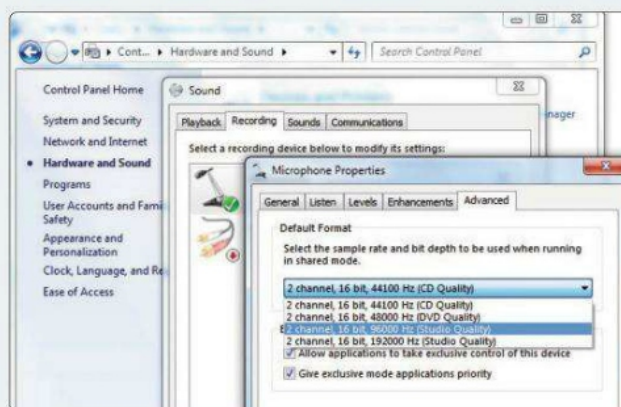 Cont...
Hardware and Sound
Search Control Panel
Control Panel Home
System and Security
Network and Internet
Hardware and Sound
Programs
User Accounts and Fami
Safety
Appearance and
Personalization
Clock, Language, and Re
Ease of Access
nager
Sound
Playback Recording Sounds Communications
Select a recording device below to modify its settings:
Microphone Properties
General Listen Levels Enhancements Advanced
Default Format
Select the sample rate and bit depth to be used when running
in shared mode.
2 channel, 16 bit, 44100 Hz (CD Quality)
2 channel, 16 bit, 44100 Hz (CD Quality)
2 channel, 16 bit, 48000 Hz (DVD Quality)
2 channel, 16 bit, 96000 Hz (Studio Quality)
2 channel, 16 bit, 192000 Hz (Studio Quality)
Allow applications to take exclusive control of this device
Give exclusive mode applications priority